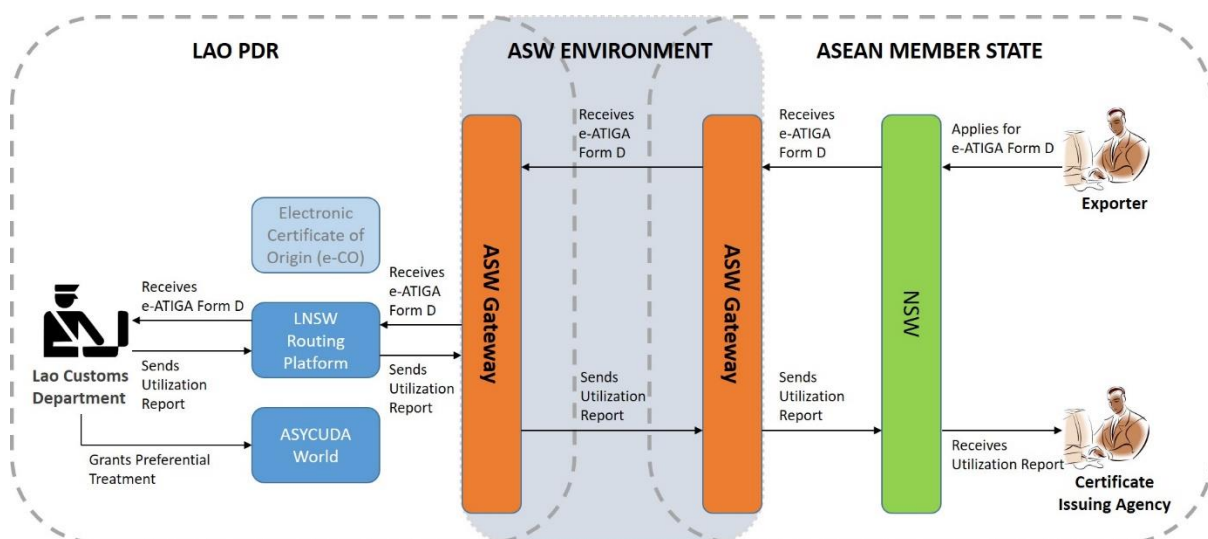 LAO PDR
ASW ENVIRONMENT
ASEAN MEMBER STATE
Receives
e-ATIGA
Form D
Receives
e-ATIGA
Form D
Applies for
e-ATIGA Form D
Exporter
Electronic
Certificate of
Origin (e-CO)
Receives
e-ATIGA Form D
LNSW
Routing
Platform
Receives
e-ATIGA
Form D
ASW Gateway
ASW Gateway
NSW
Lao Customs
Department
Sends
Utilization
Report
Sends
Utilization
Report
Sends
Utilization
Report
Sends
Utilization
Report
ASYCUDA
World
Grants Preferential
Treatment
Receives
Utilization Report
Certificate
Issuing Agency